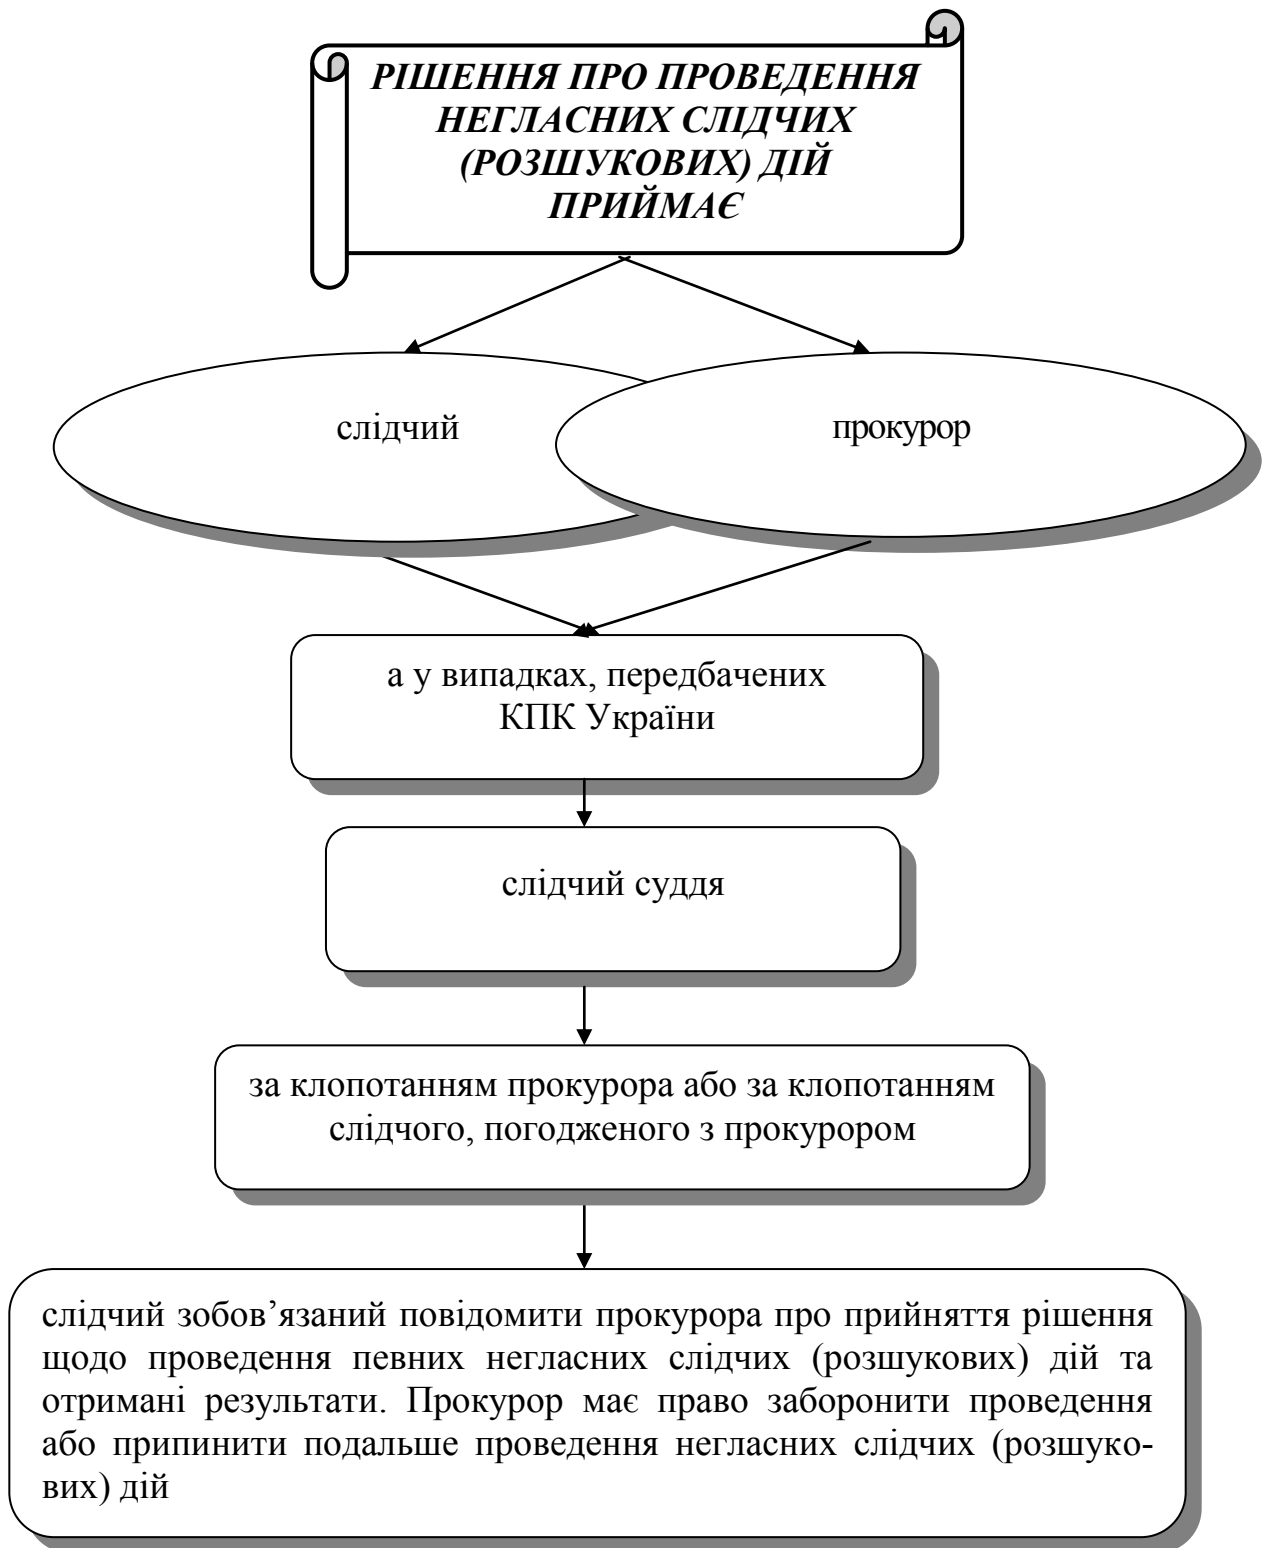 РІШЕННЯ ПРО ПРОВЕДЕННЯ
НЕГЛАСНИХ СЛІДЧИХ
(РОЗШУКОВИХ) ДІЙ
ПРИЙМАЄ
слідчий
прокурор
а у випадках, передбачених
КПК України
слідчий суддя
за клопотанням прокурора або за клопотанням
слідчого, погодженого з прокурором
слідчий зобов’язаний повідомити прокурора про прийняття рішення
щодо проведення певних негласних слідчих (розшукових) дій та
отримані результати. Прокурор має право заборонити проведення
або припинити подальше проведення негласних слідчих (розшуко-
вих) дій